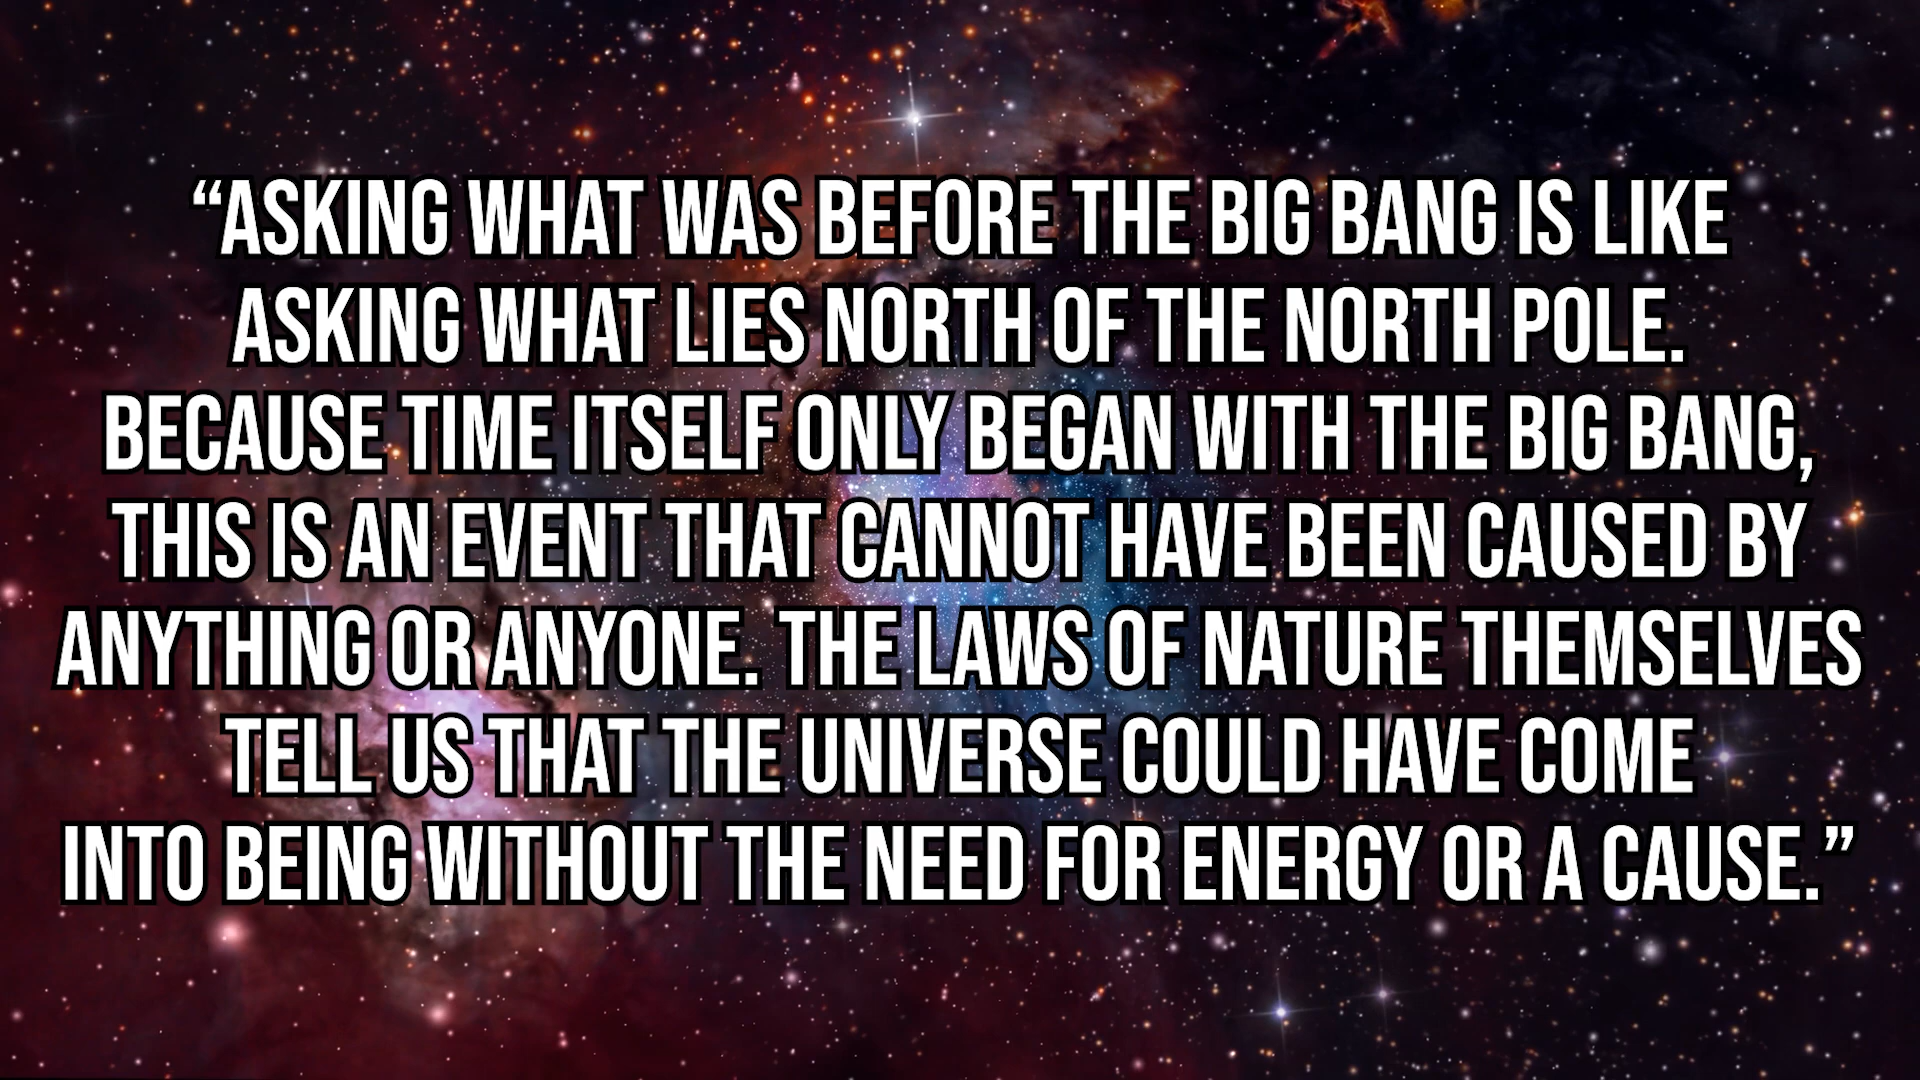 “ASKING WHAT WAS BEFORE THE BIG BANG IS LIKE
ASKING WHAT LIES NORTH OF THE NORTH POLE.
BECAUSE TIME ITSELF ONLY BEGAN WITH THE BIG BANG,
THIS IS AN EVENT THAT CANNOT HAVE BEEN CAUSED BY
ANYTHING OR ANYONE. THE LAWS OF NATURE THEMSELVES
TELL US THAT THE UNIVERSE COULD HAVE COME
INTO BEING WITHOUT THE NEED FOR ENERGY OR A CAUSE.”